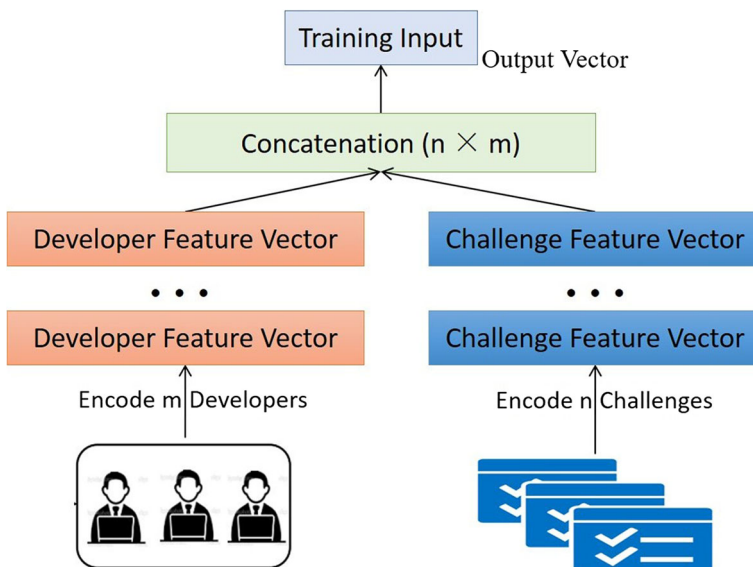 Training Input
Output Vector
Concatenation (n × m)
Developer Feature Vector
Challenge Feature Vector
• • •
• • •
Developer Feature Vector
Challenge Feature Vector
Encode m Developers
Encode n Challenges